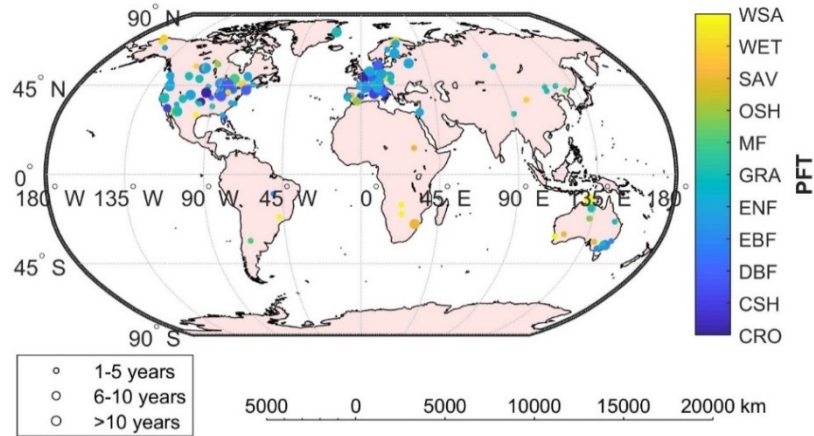 90° N
45° N
0°
180° W 135° W 90° W 45° W 0° 45° E 90° E 135° E 180° E
45° S
90° S
WSA
WET
SAV
OSH
MF
GRA
ENF
EBF
DBF
CSH
CRO
PFT
1-5 years
6-10 years
>10 years
5000 0 5000 10000 15000 20000 km